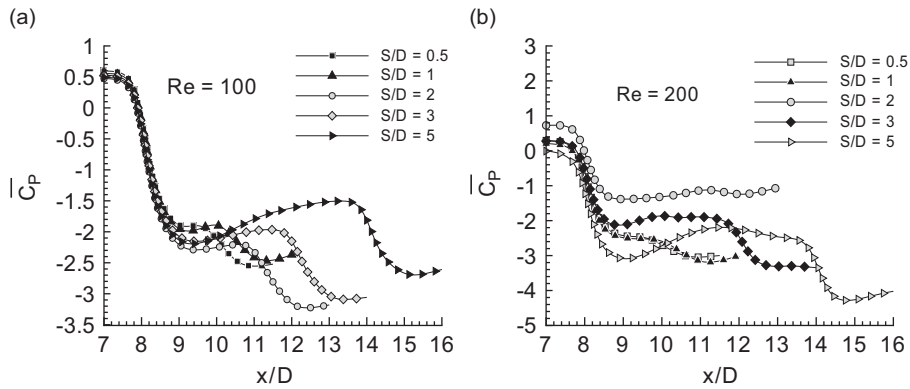 (a)
1
0.5
0
-0.5
-1
-1.5
-2
-2.5
-3
-3.5
C̅P
Re = 100
S/D = 0.5
S/D = 1
S/D = 2
S/D = 3
S/D = 5
7 8 9 10 11 12 13 14 15 16
x/D
(b)
4
3
2
1
0
-1
-2
-3
-4
-5
C̅P
Re = 200
S/D = 0.5
S/D = 1
S/D = 2
S/D = 3
S/D = 5
7 8 9 10 11 12 13 14 15 16
x/D